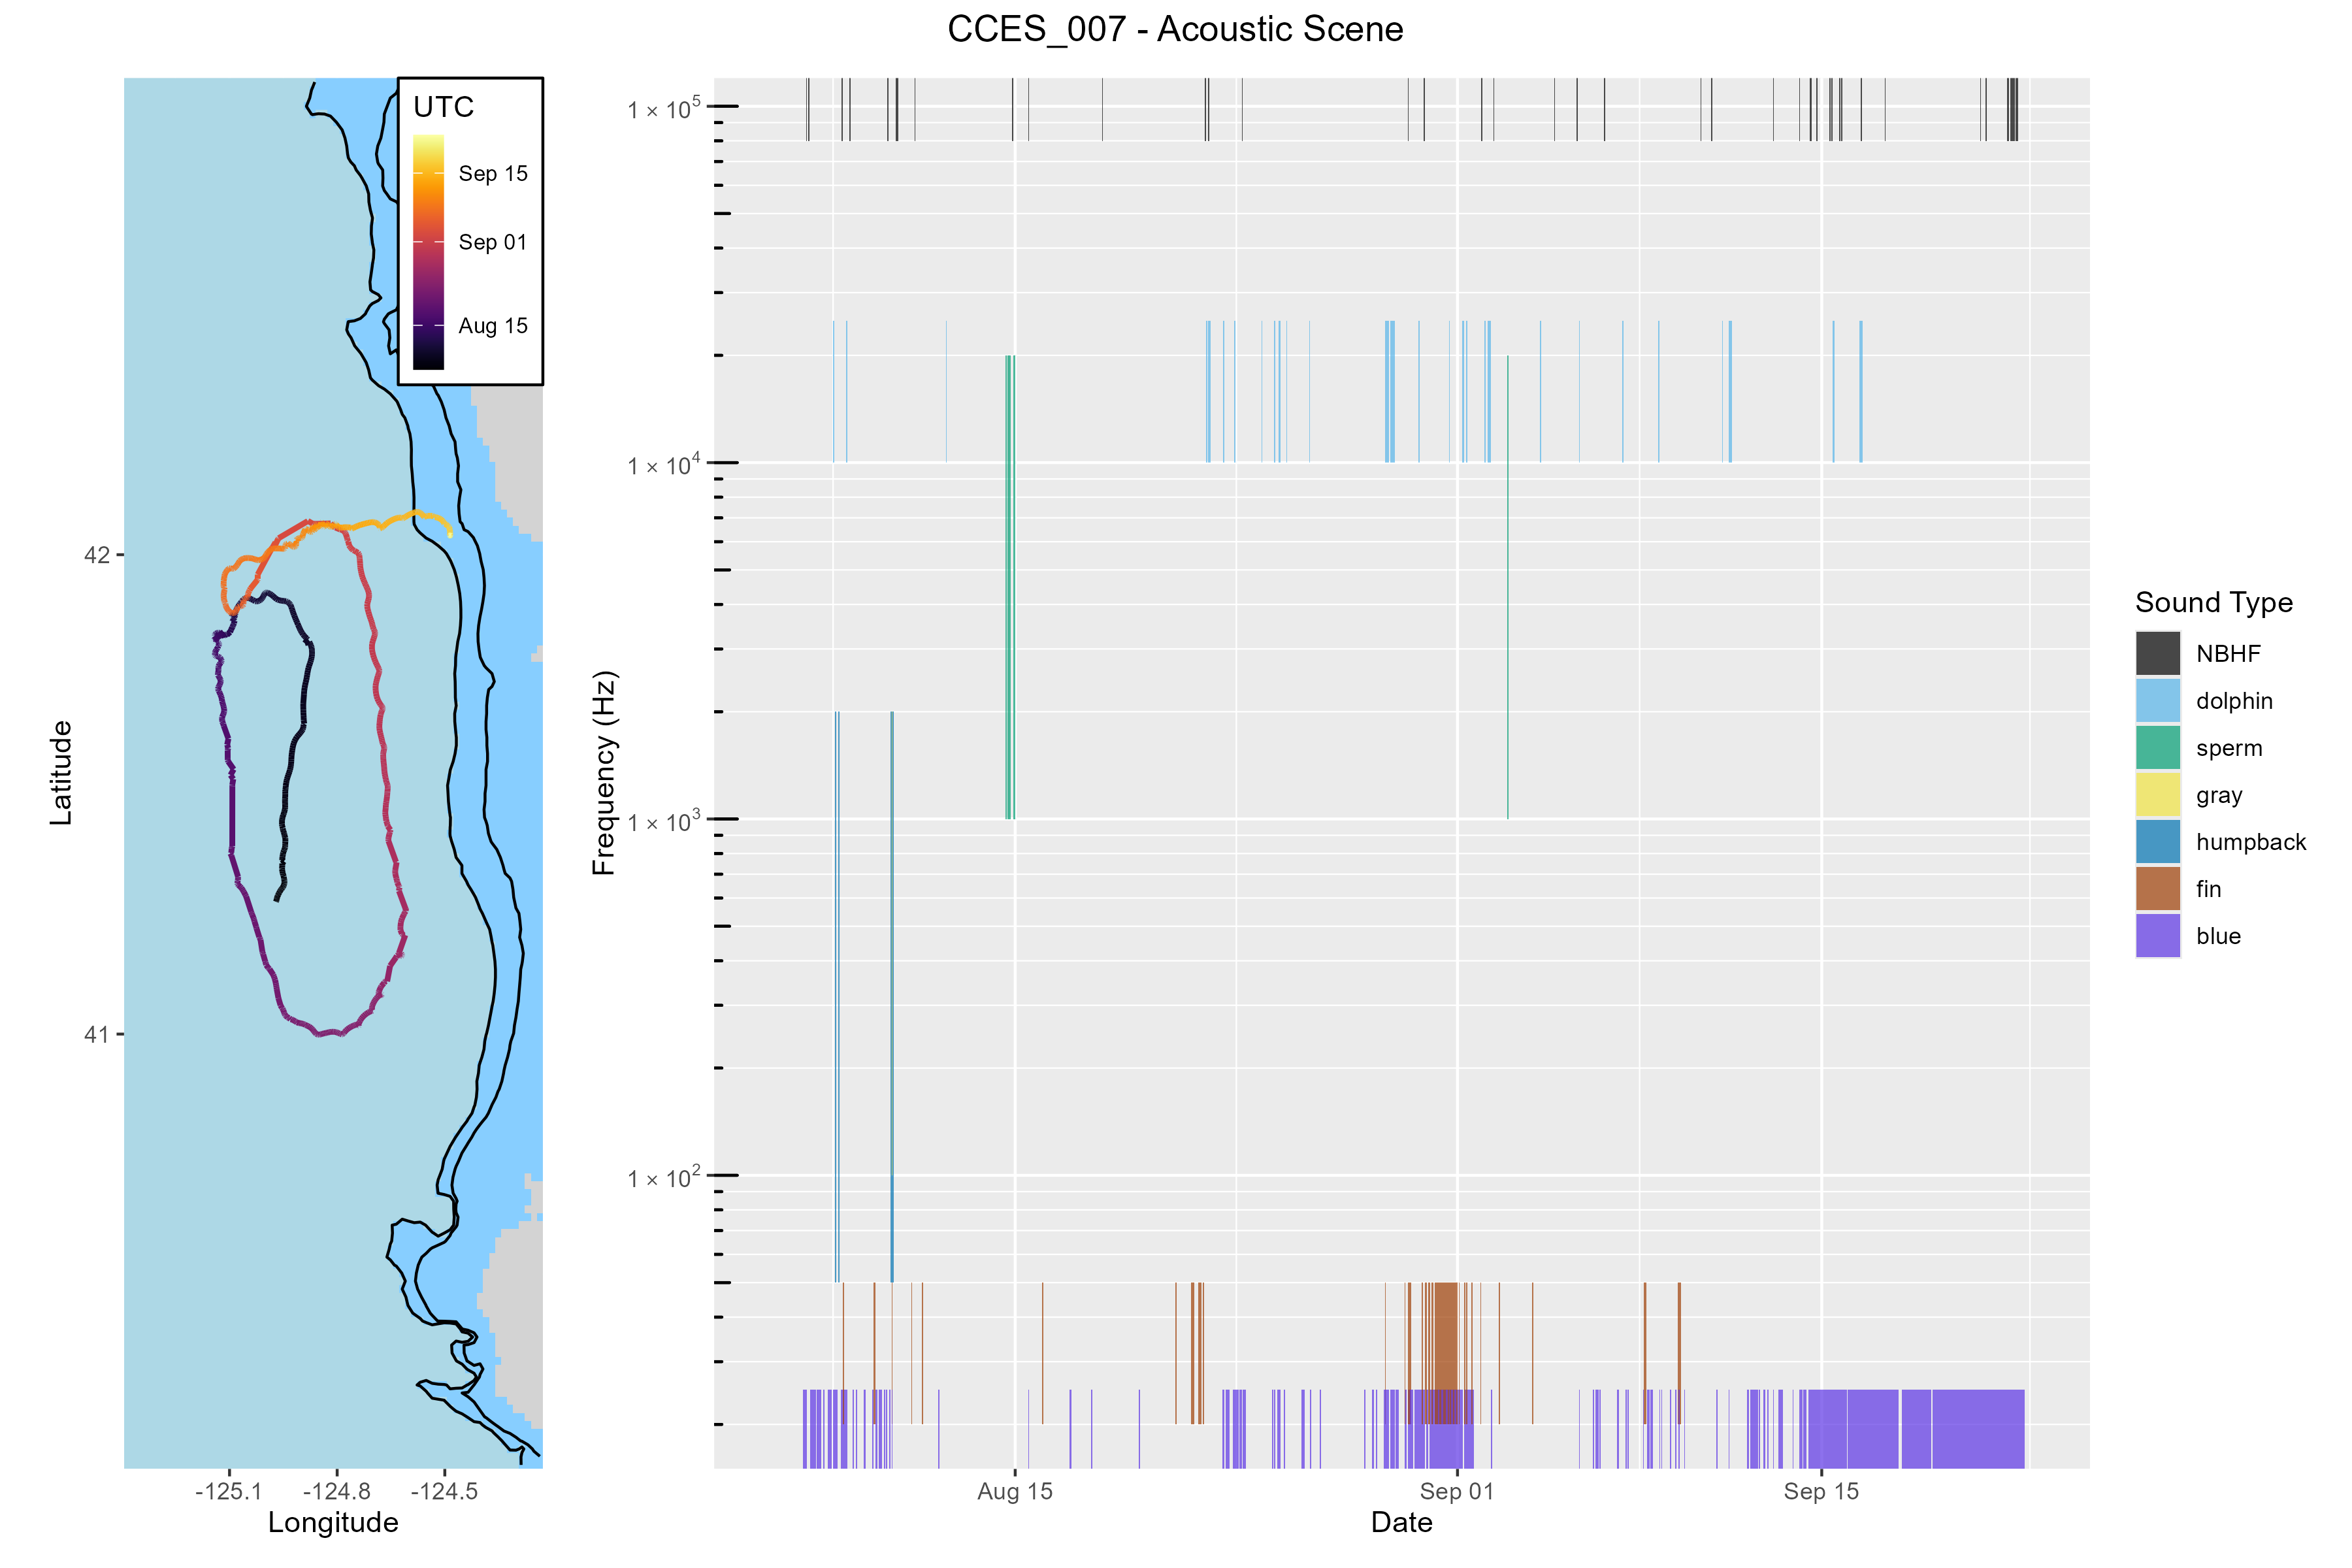 CCES_007 - Acoustic Scene
UTC
Sep 15
Sep 01
Aug 15
Latitude
42
41
-125.1 -124.8 -124.5
Longitude
Frequency (Hz)
1 × 10⁵
1 × 10⁴
1 × 10³
1 × 10²
Aug 15 Sep 01 Sep 15
Date
Sound Type
NBHF
dolphin
sperm
gray
humpback
fin
blue